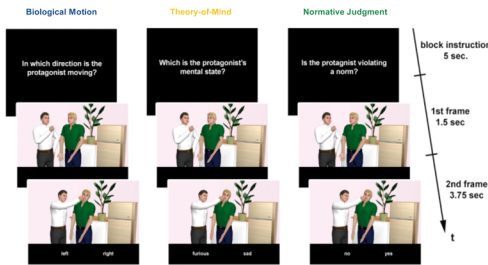 Biological Motion
Theory-of-Mind
Normative Judgment
In which direction is the
protagonist moving?
Which is the protagonist's
mental state?
Is the protagnist violating
a norm?
block instruction
5 sec.
1st frame
1.5 sec
2nd frame
3.75 sec
left right
furious sad
no yes
t